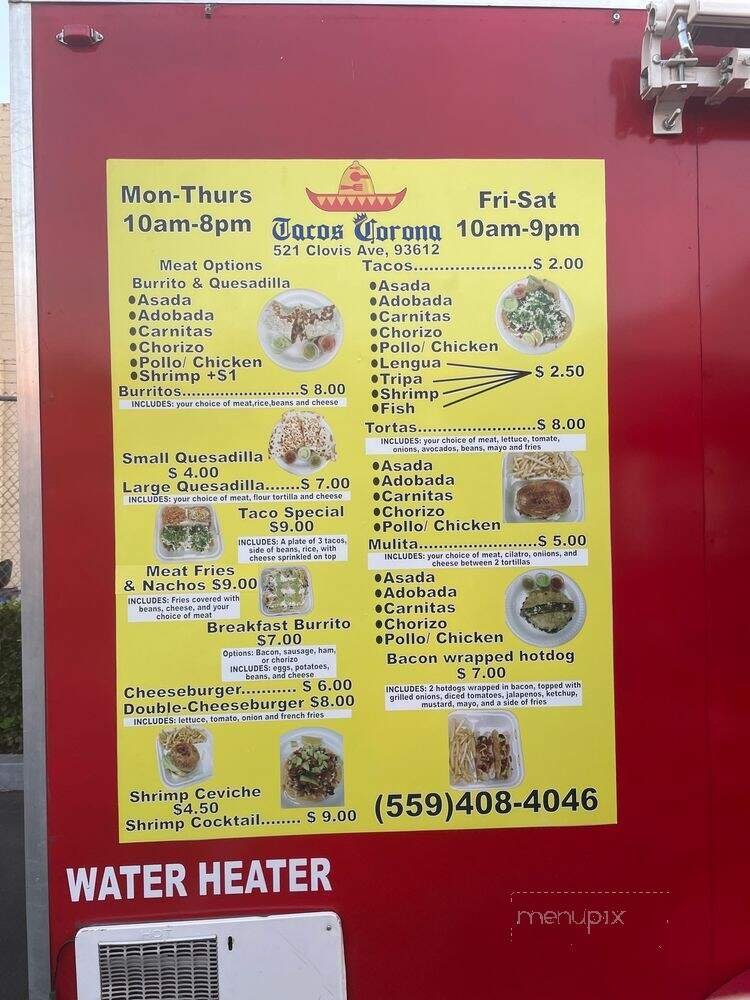 Mon-Thurs
10am-8pm
Tacos Corona
521 Clovis Ave, 93612
Fri-Sat
10am-9pm
Meat Options
Burrito & Quesadilla
●Asada
●Adobada
●Carnitas
●Chorizo
●Pollo/ Chicken
●Shrimp +$1
Burritos.....................$ 8.00
INCLUDES: your choice of meat,rice,beans and cheese
Small Quesadilla
$ 4.00
Large Quesadilla.......$ 7.00
INCLUDES: your choice of meat, flour tortilla and cheese
Taco Special
$9.00
INCLUDES: A plate of 3 tacos,
side of beans, rice, with
cheese sprinkled on top
Meat Fries
& Nachos $9.00
INCLUDES: Fries covered with
beans, cheese, and your
choice of meat
Breakfast Burrito
$7.00
Options: Bacon, sausage, ham,
or chorizo
INCLUDES: eggs, potatoes,
beans, and cheese
Cheeseburger........... $ 6.00
Double-Cheeseburger $8.00
INCLUDES: lettuce, tomato, onion and french fries
Shrimp Ceviche
$4.50
Shrimp Cocktail........ $ 9.00
Tacos.......................$ 2.00
●Asada
●Adobada
●Carnitas
●Chorizo
●Pollo/ Chicken
●Lengua
●Tripa
●Shrimp
●Fish
$ 2.50
Tortas.......................$ 8.00
INCLUDES: your choice of meat, lettuce, tomate,
onions, avocados, beans, mayo and fries
●Asada
●Adobada
●Carnitas
●Chorizo
●Pollo/ Chicken
Mulita.......................$ 5.00
INCLUDES: your choice of meat, cilatro, oniions, and
cheese between 2 tortillas
●Asada
●Adobada
●Carnitas
●Chorizo
●Pollo/ Chicken
Bacon wrapped hotdog
$ 7.00
INCLUDES: 2 hotdogs wrapped in bacon, topped with
grilled onions, diced tomatoes, jalapenos, ketchup,
mustard, mayo, and a side of fries
(559)408-4046
WATER HEATER
HOT
menupix